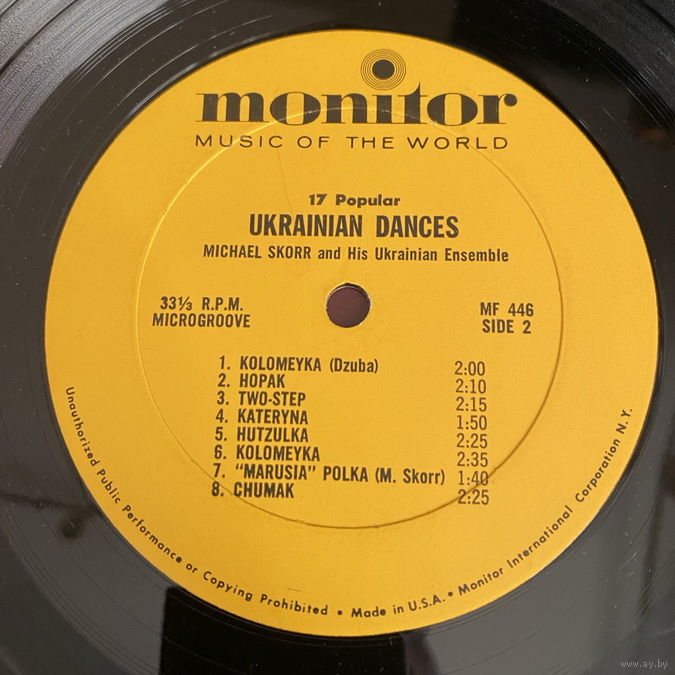 monitor
MUSIC OF THE WORLD
17 Popular
UKRAINIAN DANCES
MICHAEL SKORR and His Ukrainian Ensemble
33⅓ R.P.M.
MICROGROOVE
MF 446
SIDE 2
1. KOLOMEYKA (Dzuba) 2:00
2. HOPAK 2:10
3. TWO-STEP 2:15
4. KATERYNA 1:50
5. HUTZULKA 2:25
6. KOLOMEYKA 2:35
7. "MARUSIA" POLKA (M. Skorr) 1:40
8. CHUMAK 2:25
Unauthorized Public Performance or Copying Prohibited • Made in U.S.A. • Monitor International Corporation N.Y.
www.ay.by